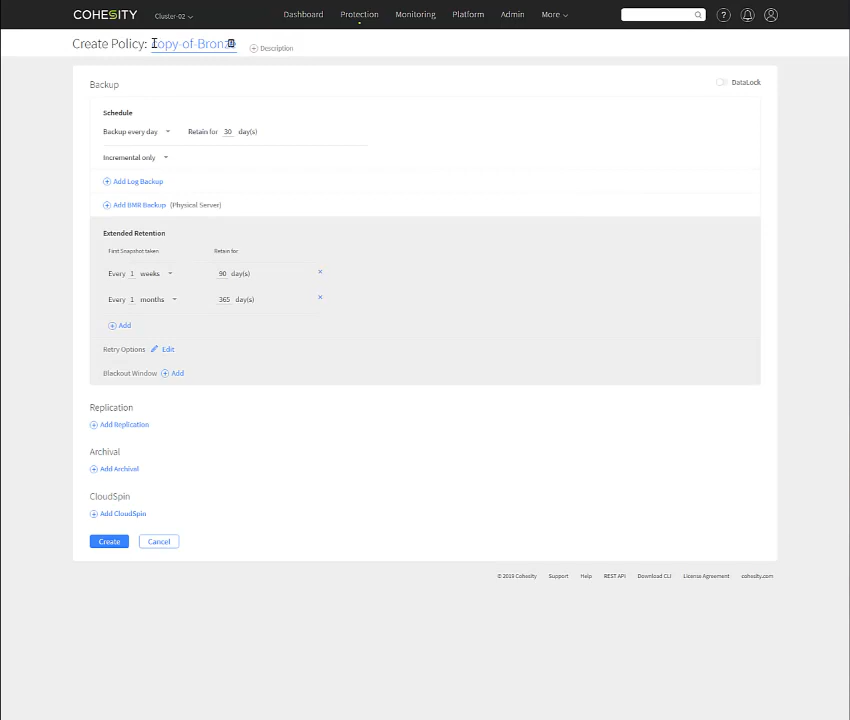 COHESITY Cluster-02 Dashboard Protection Monitoring Platform Admin More
Create Policy: Copy-of-Bronze Description
Backup DataLock
Schedule
Backup every day Retain for 30 day(s)
Incremental only
Add Log Backup
Add BMR Backup (Physical Server)
Extended Retention
First Snapshot taken Retain for
Every 1 weeks 90 day(s)
Every 1 months 365 day(s)
Add
Retry Options Edit
Blackout Window Add
Replication
Add Replication
Archival
Add Archival
CloudSpin
Add CloudSpin
Create Cancel
© 2019 Cohesity Support Help REST API Download CLI License Agreement cohesity.com